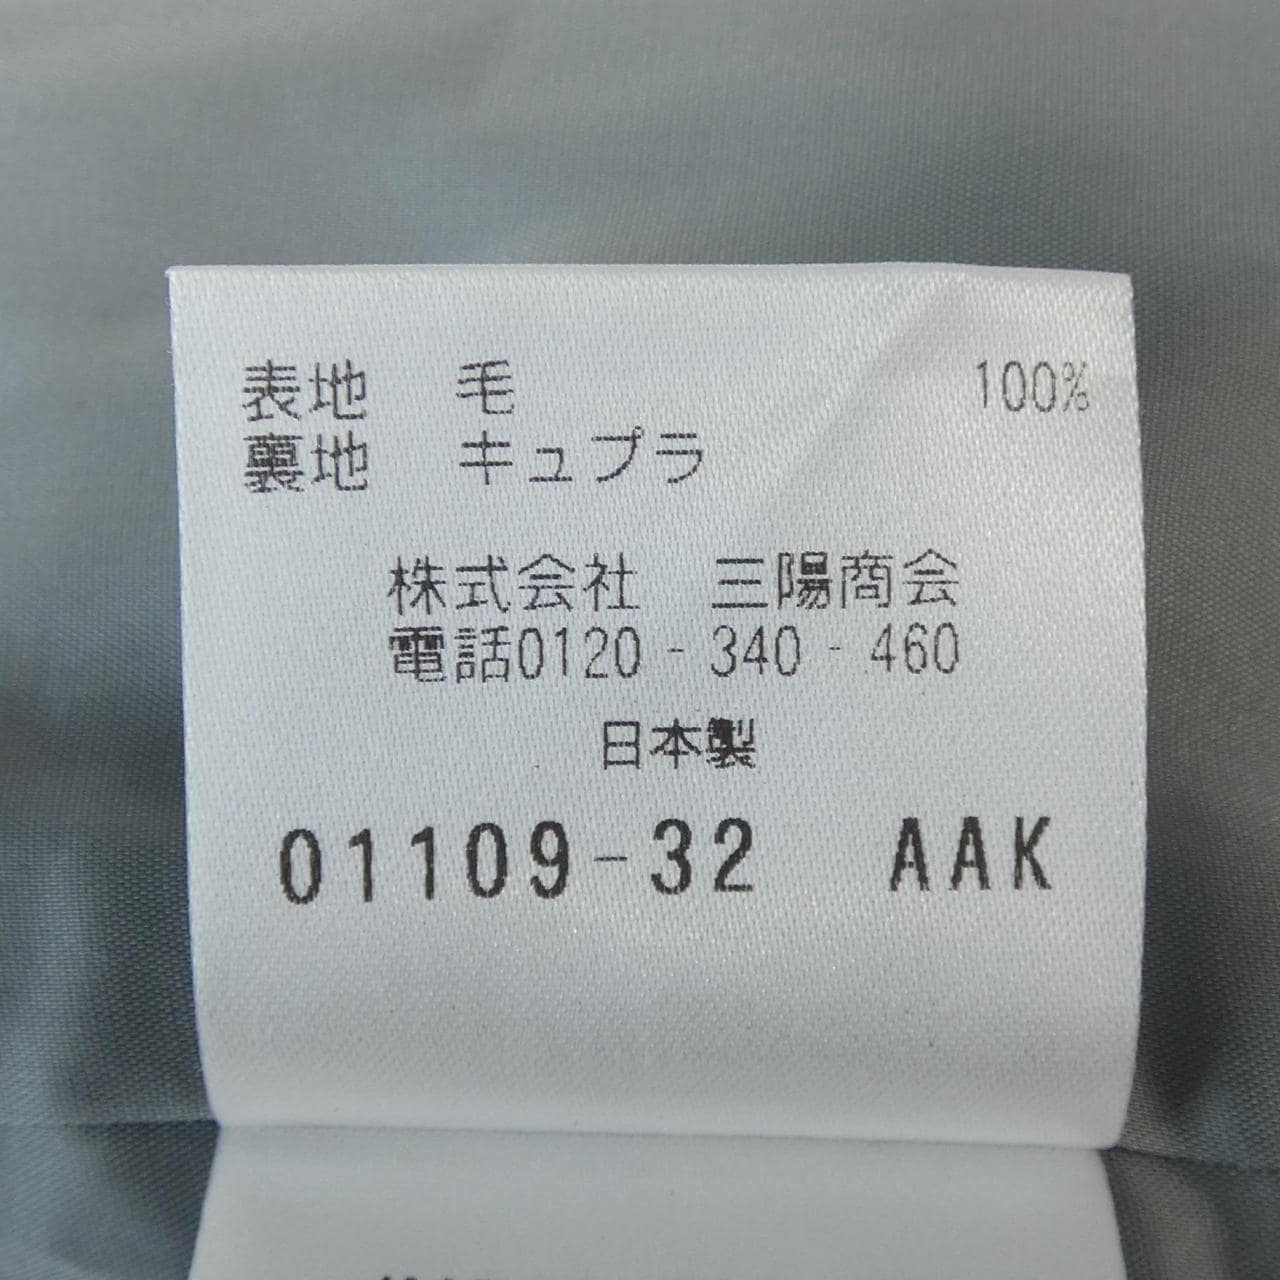 表地　毛　100%
裏地　キュプラ
株式会社　三陽商会
電話0120-340-460
日本製
01109-32　AAK